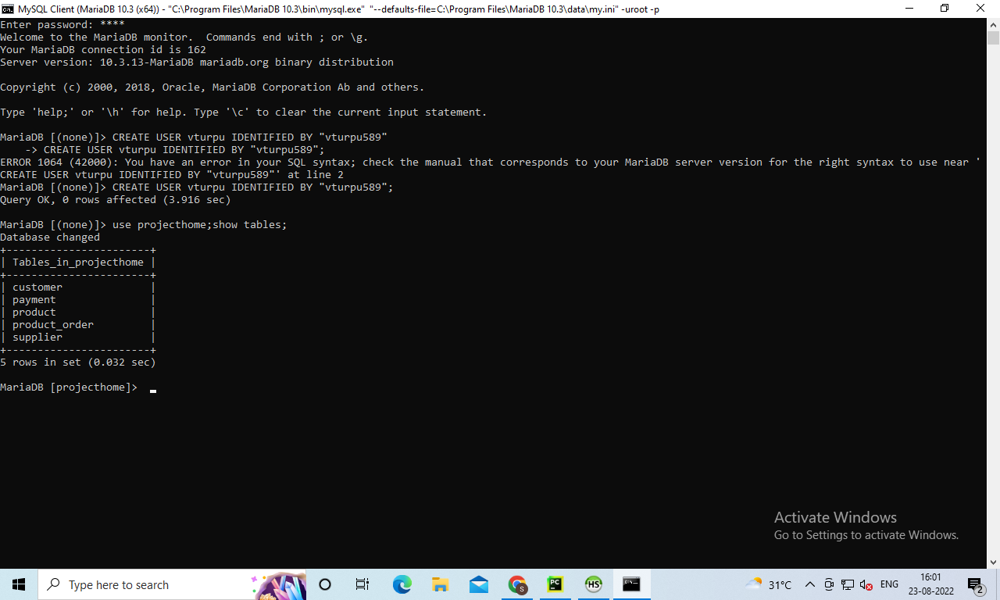 MySQL Client (MariaDB 10.3 (x64)) - "C:\Program Files\MariaDB 10.3\bin\mysql.exe"  "--defaults-file=C:\Program Files\MariaDB 10.3\data\my.ini" -uroot -p
Enter password: ****
Welcome to the MariaDB monitor.  Commands end with ; or \g.
Your MariaDB connection id is 162
Server version: 10.3.13-MariaDB mariadb.org binary distribution
Copyright (c) 2000, 2018, Oracle, MariaDB Corporation Ab and others.
Type 'help;' or '\h' for help. Type '\c' to clear the current input statement.
MariaDB [(none)]> CREATE USER vturpu IDENTIFIED BY "vturpu589"
    -> CREATE USER vturpu IDENTIFIED BY "vturpu589";
ERROR 1064 (42000): You have an error in your SQL syntax; check the manual that corresponds to your MariaDB server version for the right syntax to use near '
CREATE USER vturpu IDENTIFIED BY "vturpu589"' at line 2
MariaDB [(none)]> CREATE USER vturpu IDENTIFIED BY "vturpu589";
Query OK, 0 rows affected (3.916 sec)
MariaDB [(none)]> use projecthome;show tables;
Database changed
+-----------------------+
| Tables_in_projecthome |
+-----------------------+
| customer              |
| payment               |
| product               |
| product_order         |
| supplier              |
+-----------------------+
5 rows in set (0.032 sec)
MariaDB [projecthome]>
Activate Windows
Go to Settings to activate Windows.
Type here to search
S
PC
HS
C:\.
31°C
ENG
16:01
23-08-2022
2